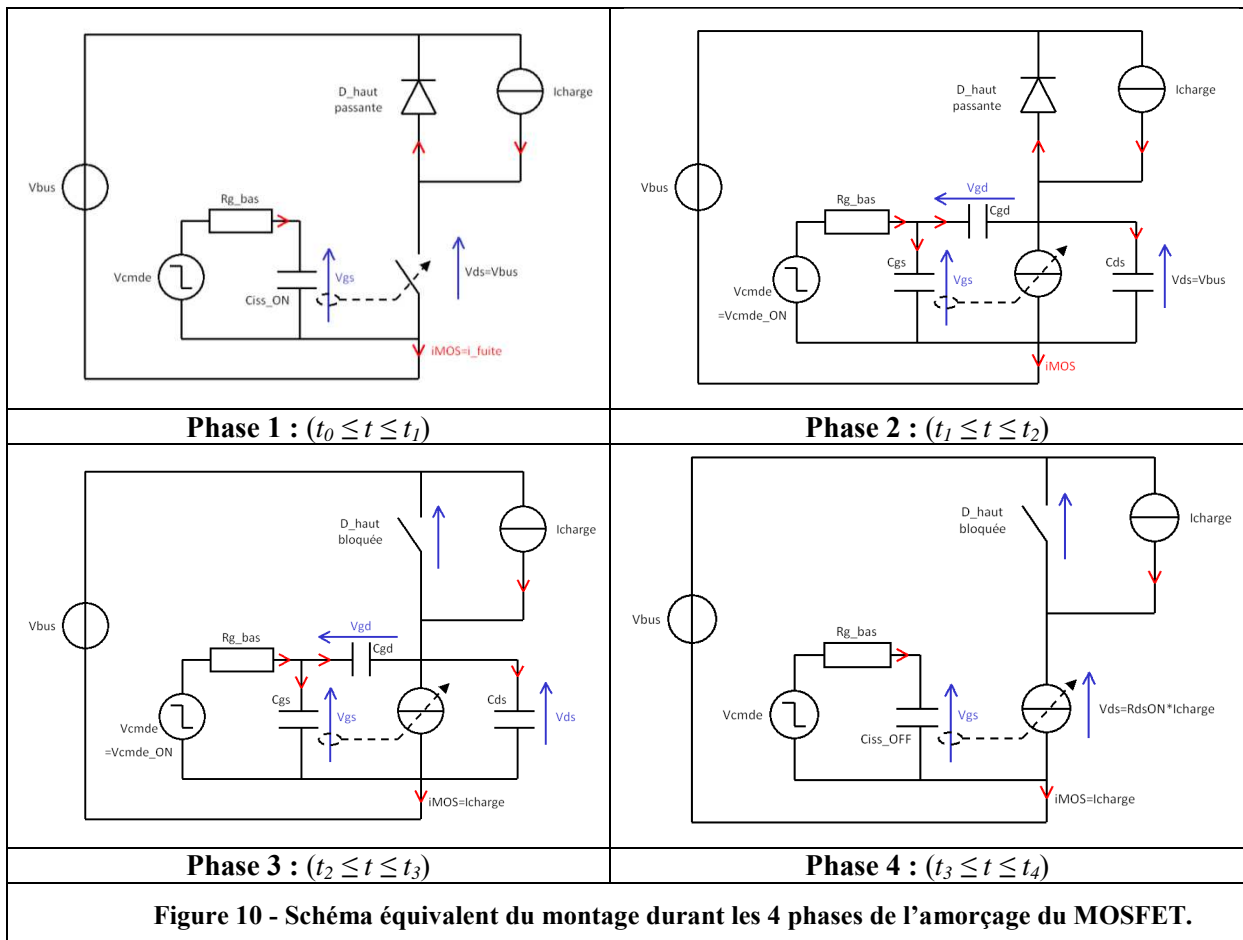 D_haut
passante
Icharge
Vbus
Rg_bas
Vcmde
Vgs
Ciss_ON
Vds=Vbus
iMOS=i_fuite
Phase 1 : (t0 ≤ t ≤ t1)
D_haut
passante
Icharge
Vbus
Vgd
Rg_bas
Cgd
Cgs
Cds
Vgs
Vds=Vbus
Vcmde
=Vcmde_ON
iMOS
Phase 2 : (t1 ≤ t ≤ t2)
D_haut
bloquée
Icharge
Vbus
Vgd
Rg_bas
Cgd
Cgs
Cds
Vgs
Vds
Vcmde
=Vcmde_ON
iMOS=Icharge
Phase 3 : (t2 ≤ t ≤ t3)
D_haut
bloquée
Icharge
Vbus
Rg_bas
Vcmde
Vgs
Vds=RdsON*Icharge
Ciss_OFF
iMOS=Icharge
Phase 4 : (t3 ≤ t ≤ t4)
Figure 10 - Schéma équivalent du montage durant les 4 phases de l'amorçage du MOSFET.